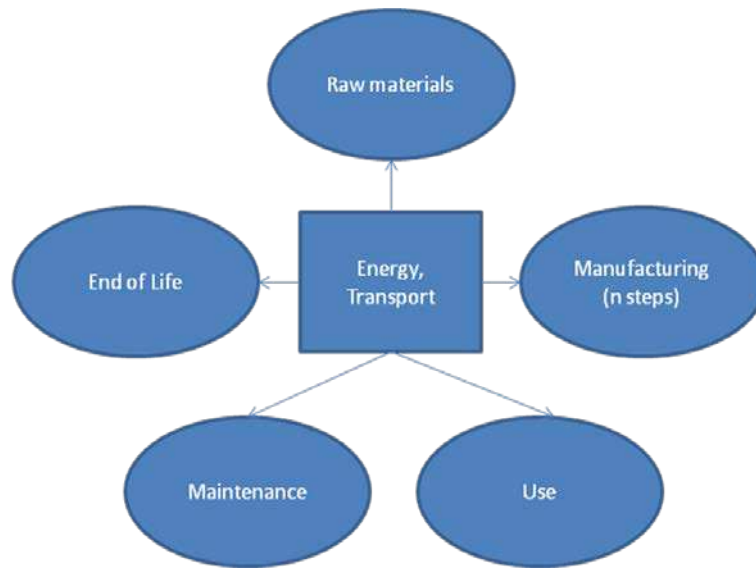 Raw materials
End of Life
Energy,
Transport
Manufacturing
(n steps)
Maintenance
Use